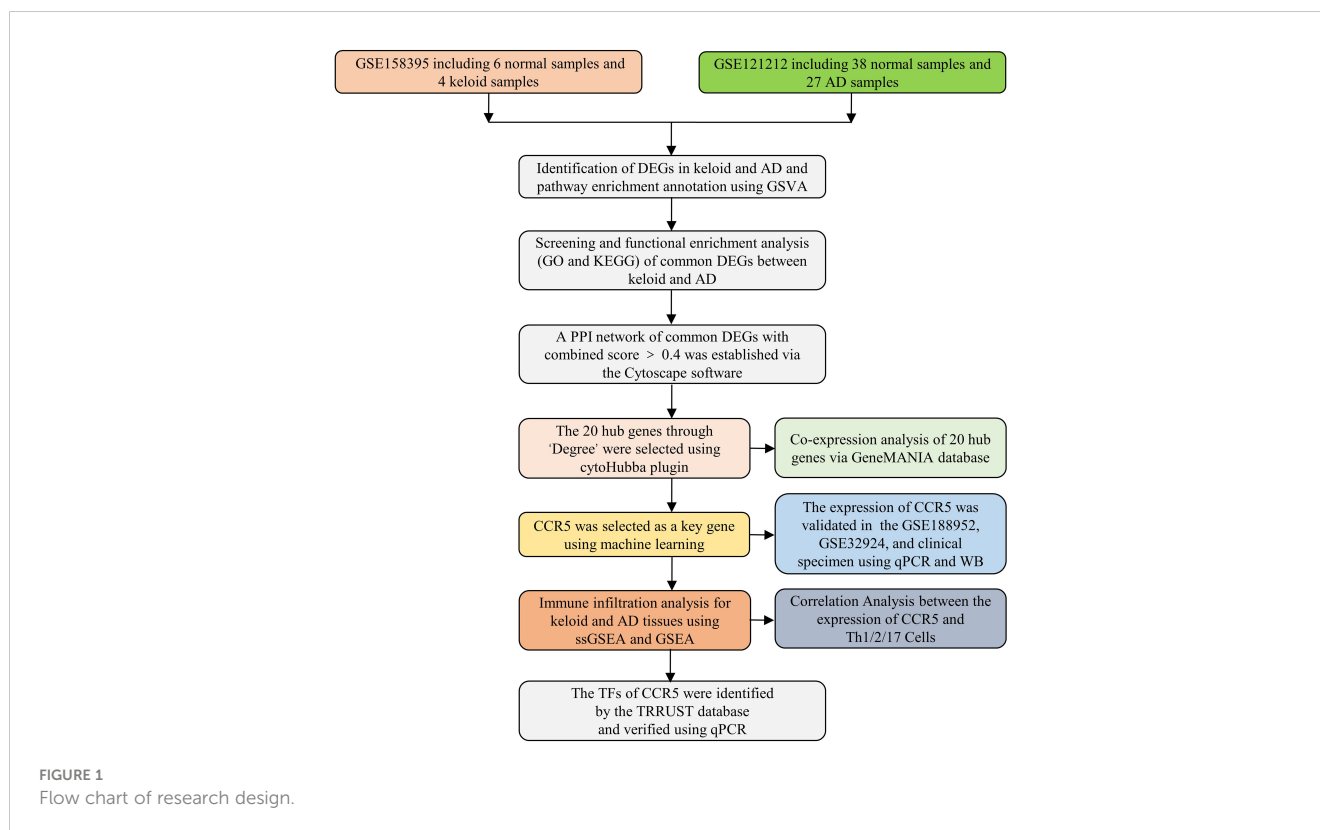 GSE158395 including 6 normal samples and
4 keloid samples
GSE121212 including 38 normal samples and
27 AD samples
Identification of DEGs in keloid and AD and
pathway enrichment annotation using GSVA
Screening and functional enrichment analysis
(GO and KEGG) of common DEGs between
keloid and AD
A PPI network of common DEGs with
combined score > 0.4 was established via
the Cytoscape software
The 20 hub genes through
'Degree' were selected using
cytoHubba plugin
Co-expression analysis of 20 hub
genes via GeneMANIA database
CCR5 was selected as a key gene
using machine learning
The expression of CCR5 was
validated in the GSE188952,
GSE32924, and clinical
specimen using qPCR and WB
Immune infiltration analysis for
keloid and AD tissues using
ssGSEA and GSEA
Correlation Analysis between the
expression of CCR5 and
Th1/2/17 Cells
The TFs of CCR5 were identified
by the TRRUST database
and verified using qPCR
FIGURE 1
Flow chart of research design.